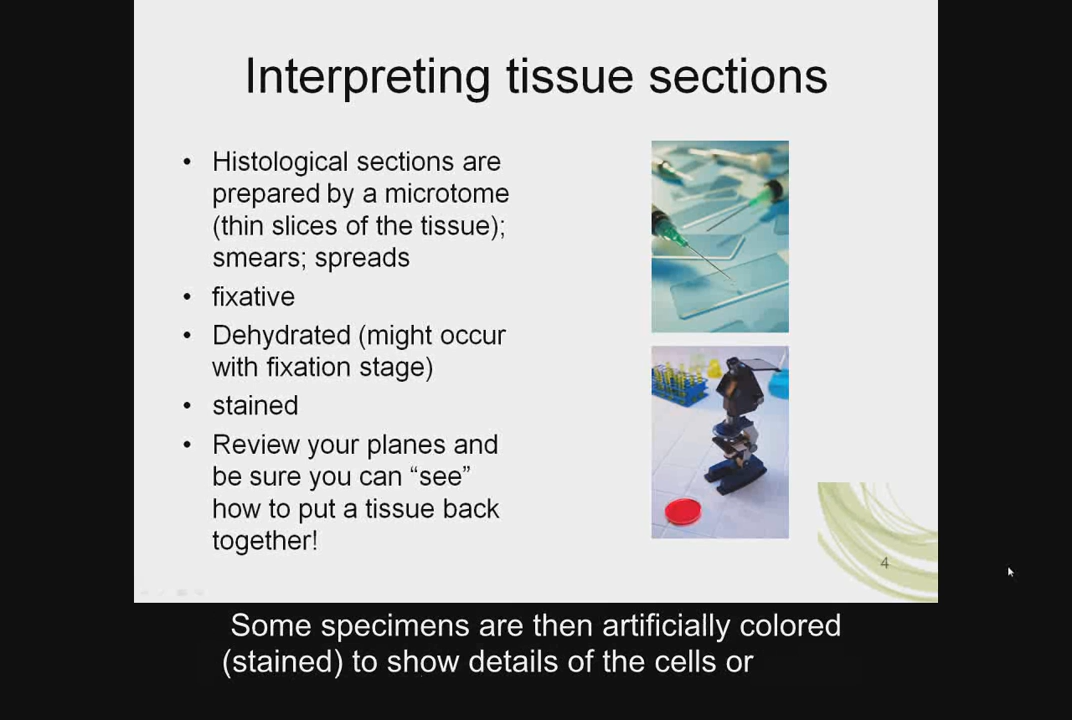 Interpreting tissue sections
• Histological sections are
prepared by a microtome
(thin slices of the tissue);
smears; spreads
• fixative
• Dehydrated (might occur
with fixation stage)
• stained
• Review your planes and
be sure you can “see”
how to put a tissue back
together!
4
Some specimens are then artificially colored
(stained) to show details of the cells or